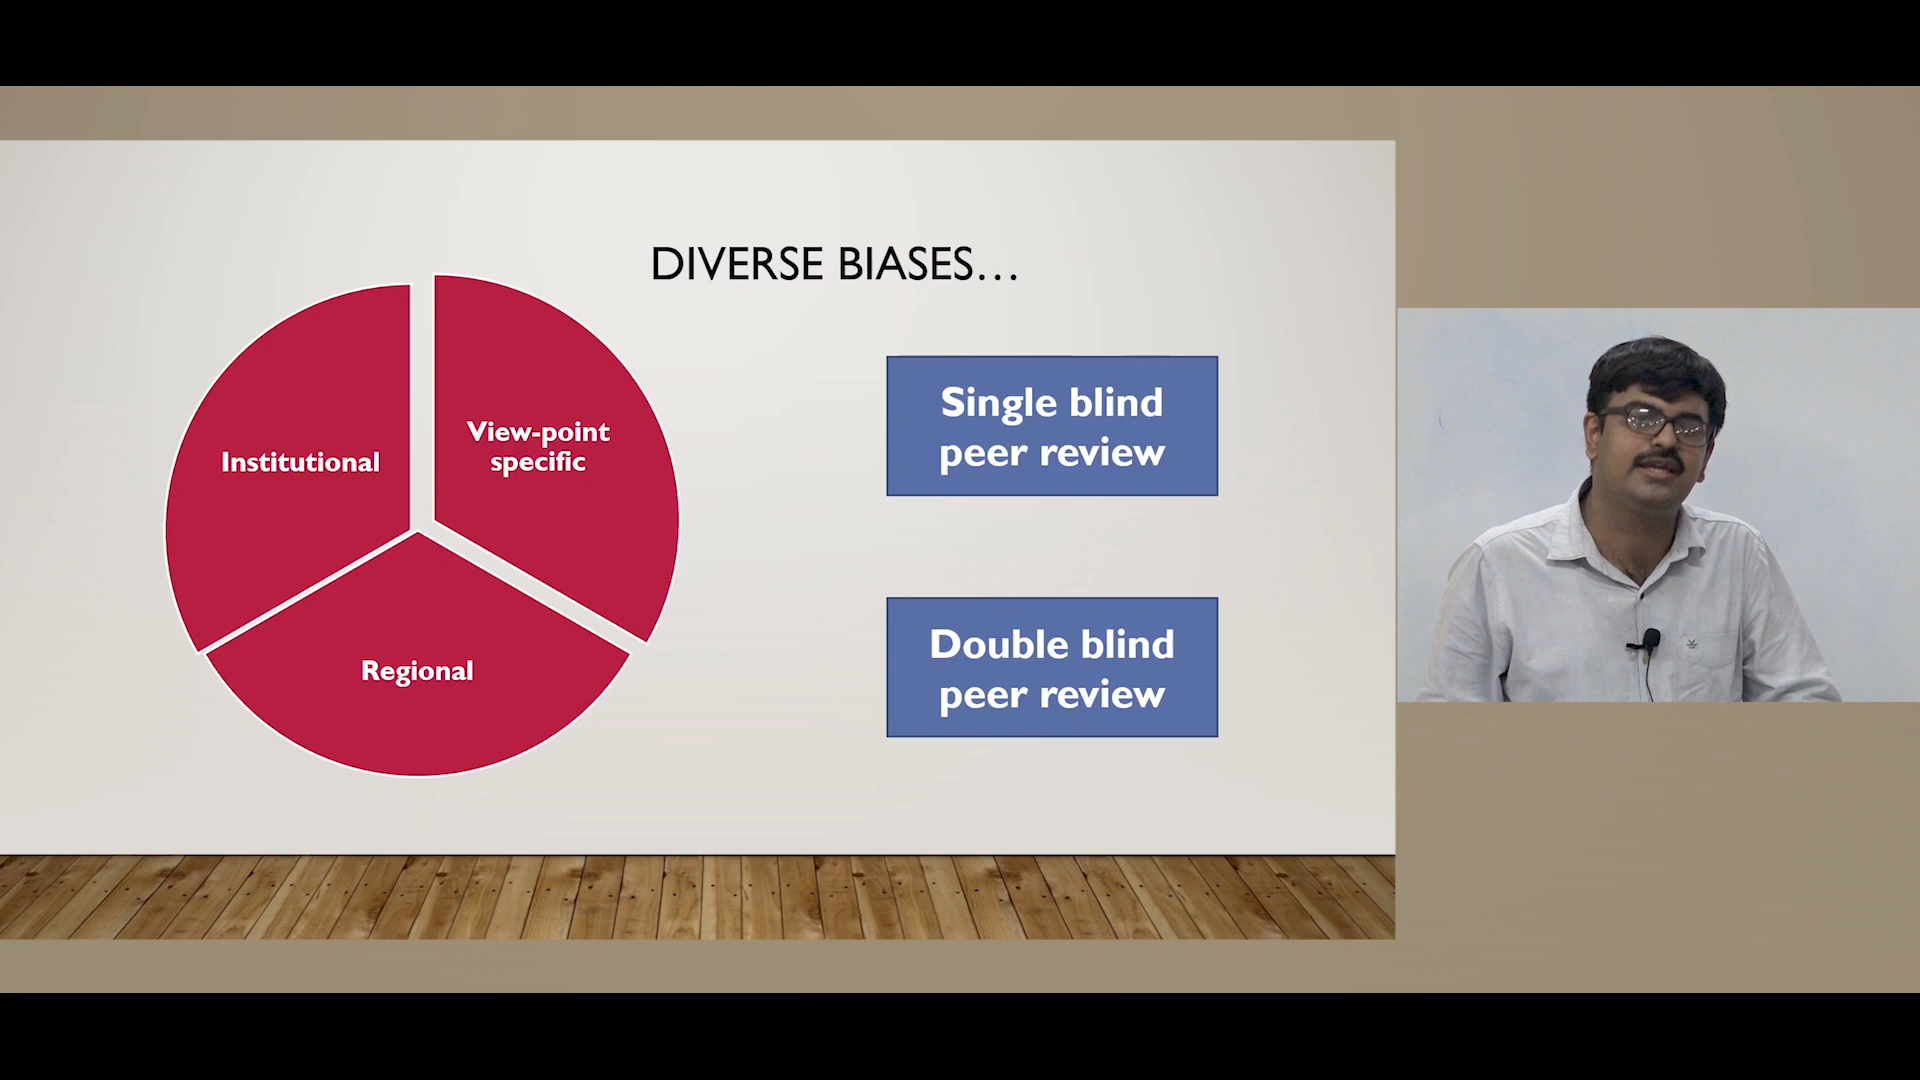 DIVERSE BIASES...
Institutional
View-point
specific
Regional
Single blind
peer review
Double blind
peer review